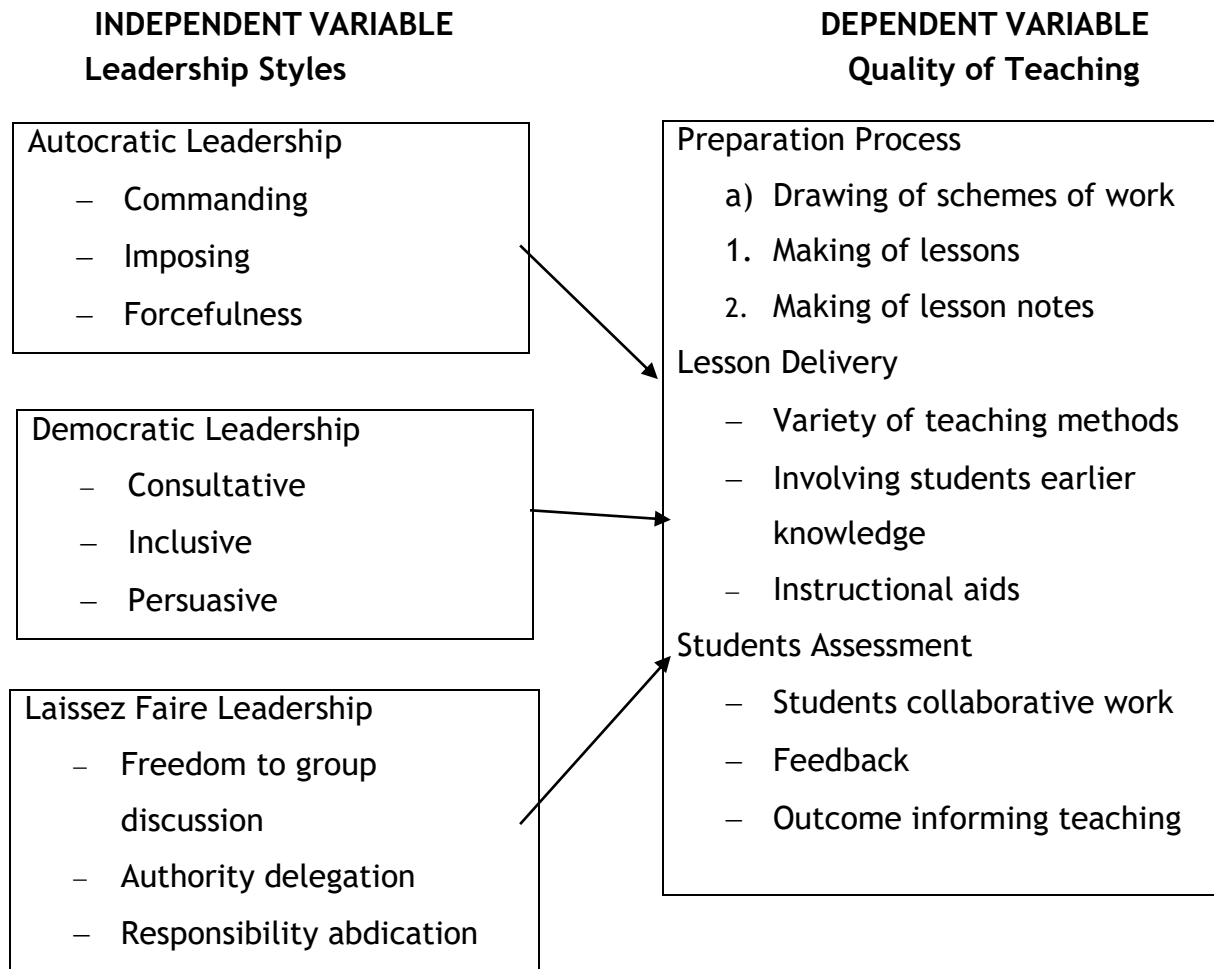 INDEPENDENT VARIABLE
Leadership Styles
Autocratic Leadership
– Commanding
– Imposing
– Forcefulness
Democratic Leadership
– Consultative
– Inclusive
– Persuasive
Laissez Faire Leadership
– Freedom to group
discussion
– Authority delegation
– Responsibility abdication
DEPENDENT VARIABLE
Quality of Teaching
Preparation Process
a) Drawing of schemes of work
1. Making of lessons
2. Making of lesson notes
Lesson Delivery
– Variety of teaching methods
– Involving students earlier
knowledge
– Instructional aids
Students Assessment
– Students collaborative work
– Feedback
– Outcome informing teaching